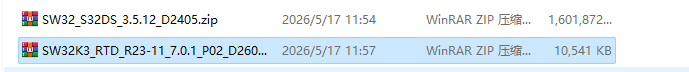 SW32_S32DS_3.5.12_D2405.zip 2026/5/17 11:54 WinRAR ZIP 压缩... 1,601,872...
SW32K3_RTD_R23-11_7.0.1_P02_D260... 2026/5/17 11:57 WinRAR ZIP 压缩... 10,541 KB